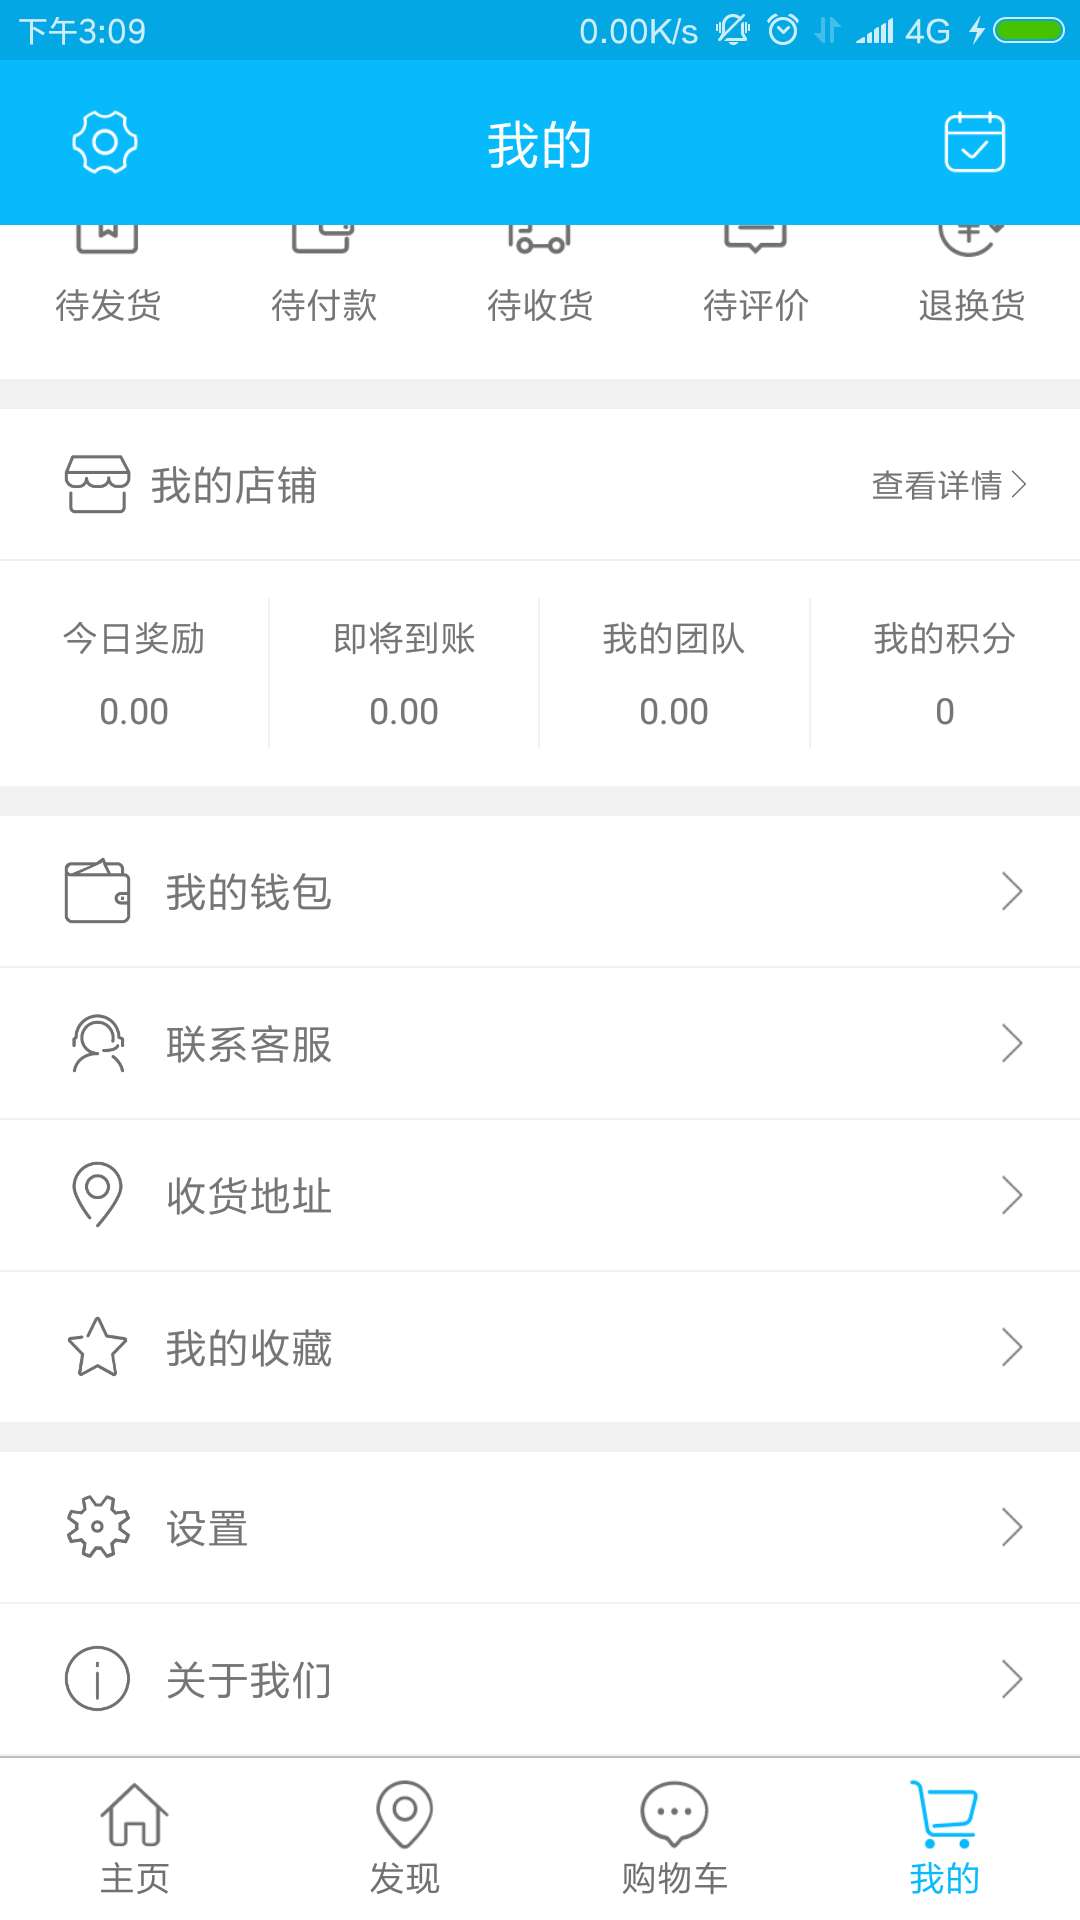 下午3:09 0.00K/s 4G
我的
待发货 待付款 待收货 待评价 退换货
我的店铺 查看详情
今日奖励 即将到账 我的团队 我的积分
0.00 0.00 0.00 0
我的钱包
联系客服
收货地址
我的收藏
设置
关于我们
主页 发现 购物车 我的